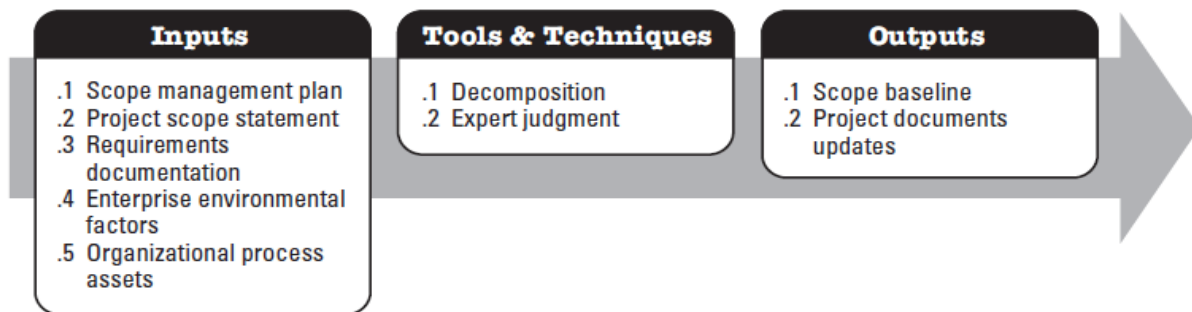 Inputs
.1 Scope management plan
.2 Project scope statement
.3 Requirements
documentation
.4 Enterprise environmental
factors
.5 Organizational process
assets
Tools & Techniques
.1 Decomposition
.2 Expert judgment
Outputs
.1 Scope baseline
.2 Project documents
updates